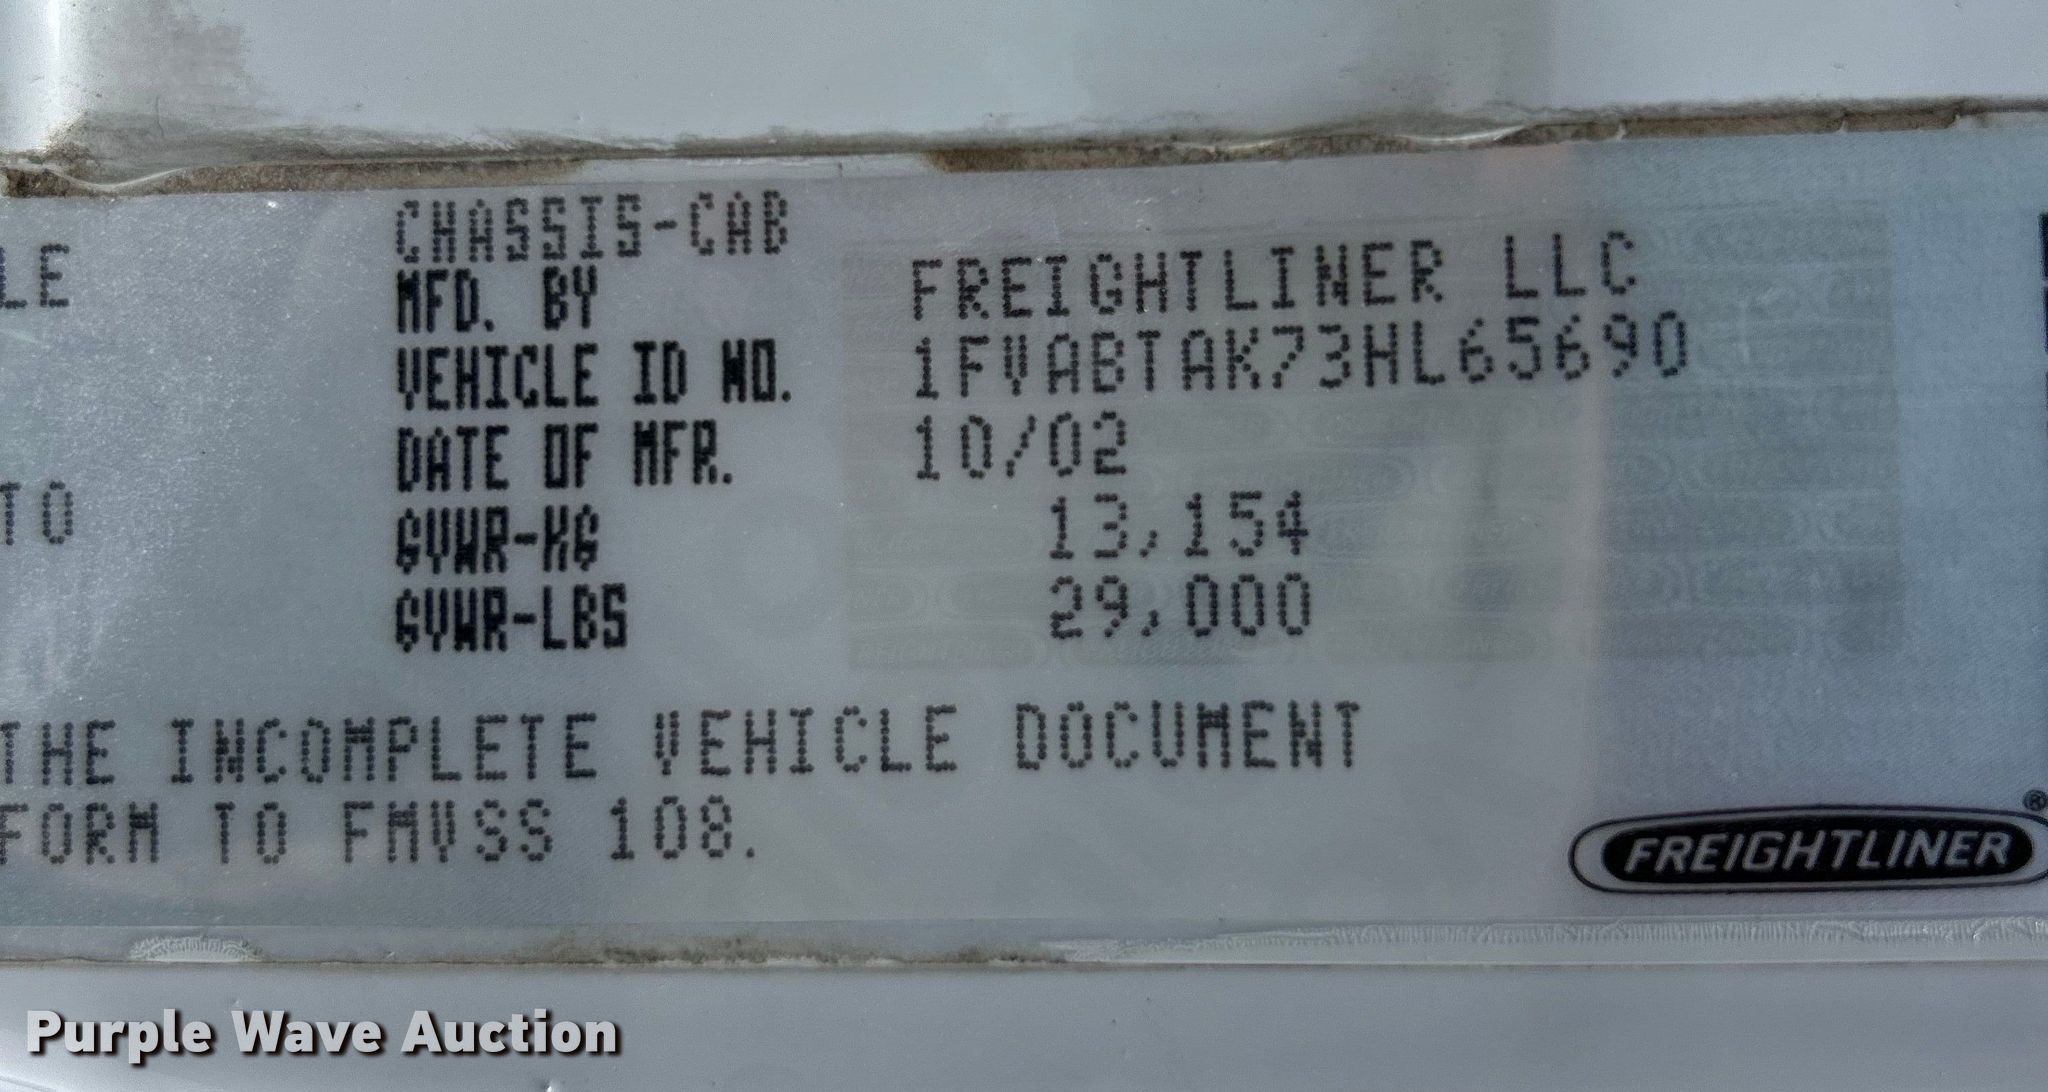 CHASSIS-CAB
LE
MFD. BY FREIGHTLINER LLC
VEHICLE ID NO. 1FVABTAK73HL65690
DATE OF MFR. 10/02
TO
GVWR-KG 13,154
GVWR-LBS 29,000
THE INCOMPLETE VEHICLE DOCUMENT
FORM TO FMVSS 108.
FREIGHTLINER®
Purple Wave Auction